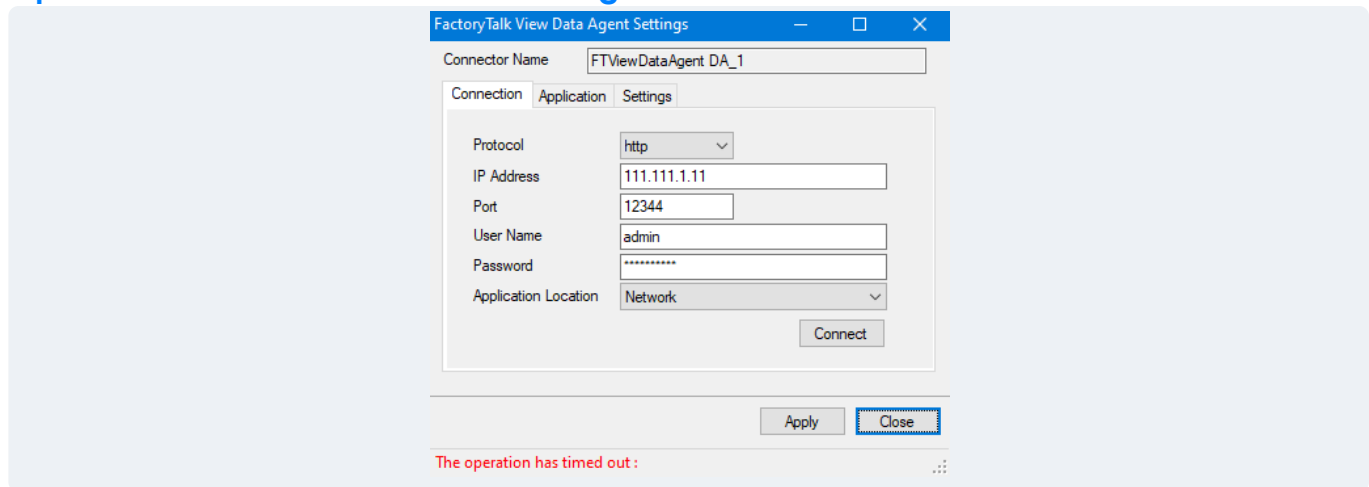 FactoryTalk View Data Agent Settings
Connector Name FTViewDataAgent DA_1
Connection Application Settings
Protocol http
IP Address 111.111.1.11
Port 12344
User Name admin
Password **********
Application Location Network
Connect
Apply Close
The operation has timed out :